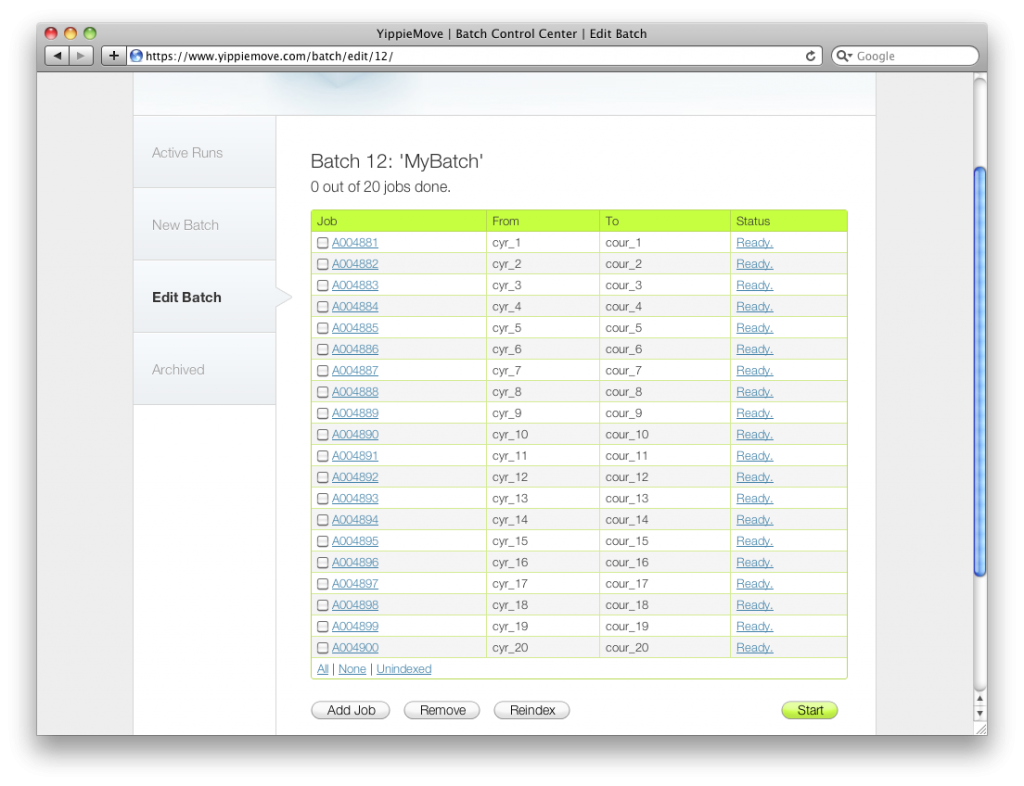 YippieMove | Batch Control Center | Edit Batch
https://www.yippiemove.com/batch/edit/12/ Google
Active Runs
New Batch
Edit Batch
Archived
Batch 12: 'MyBatch'
0 out of 20 jobs done.
Job From To Status
A004881 cyr_1 cour_1 Ready.
A004882 cyr_2 cour_2 Ready.
A004883 cyr_3 cour_3 Ready.
A004884 cyr_4 cour_4 Ready.
A004885 cyr_5 cour_5 Ready.
A004886 cyr_6 cour_6 Ready.
A004887 cyr_7 cour_7 Ready.
A004888 cyr_8 cour_8 Ready.
A004889 cyr_9 cour_9 Ready.
A004890 cyr_10 cour_10 Ready.
A004891 cyr_11 cour_11 Ready.
A004892 cyr_12 cour_12 Ready.
A004893 cyr_13 cour_13 Ready.
A004894 cyr_14 cour_14 Ready.
A004895 cyr_15 cour_15 Ready.
A004896 cyr_16 cour_16 Ready.
A004897 cyr_17 cour_17 Ready.
A004898 cyr_18 cour_18 Ready.
A004899 cyr_19 cour_19 Ready.
A004900 cyr_20 cour_20 Ready.
All | None | Unindexed
Add Job Remove Reindex Start